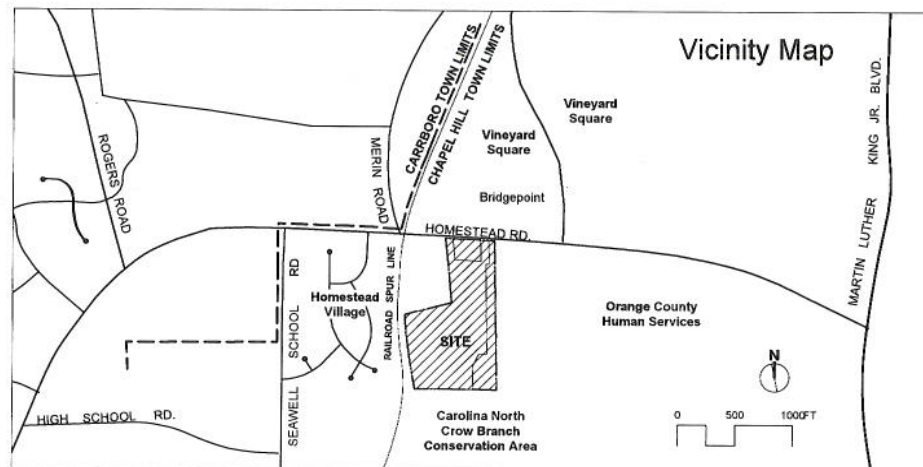 Vicinity Map
CARRBORO TOWN LIMITS
CHAPEL HILL TOWN LIMITS
MARTIN LUTHER KING JR. BLVD.
Vineyard
Square
ROGERS ROAD
MERIN ROAD
Vineyard
Square
Bridgepoint
HOMESTEAD RD.
SEAWELL SCHOOL RD
Homestead
Village
RAILROAD SPUR LINE
SITE
Orange County
Human Services
N
0 500 1000FT
HIGH SCHOOL RD.
Carolina North
Crow Branch
Conservation Area